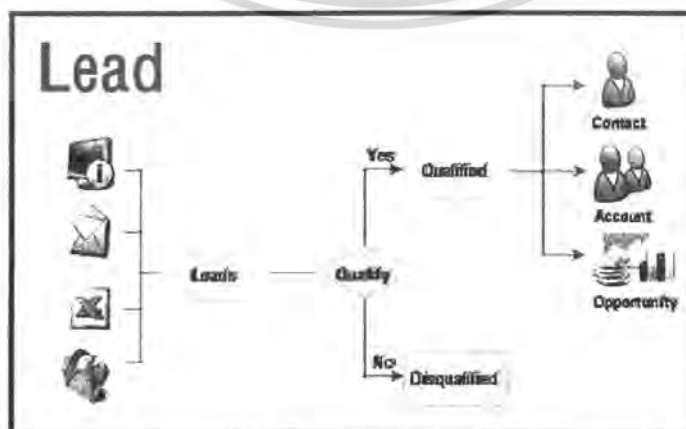 Lead
Contact
Yes
Qualified
Account
Leads
Qualify
Opportunity
No
Disqualified